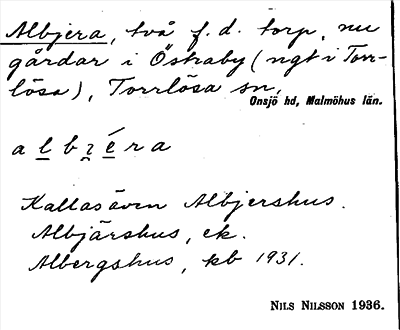 Albjera, två f.d. torp, nu
gårdar i Östraby (ngt i Torr-
lösa), Torrlösa sn,
Onsjö hd, Malmöhus län.
a l b i̯ é r a
Kallas även Albjershus.
Albjärshus, ek.
Albergshus, kb 1931.
NILS NILSSON 1936.